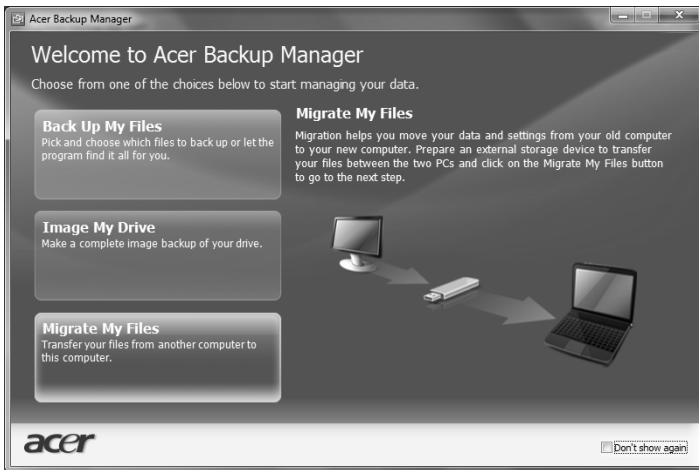 Acer Backup Manager
Welcome to Acer Backup Manager
Choose from one of the choices below to start managing your data.
Back Up My Files
Pick and choose which files to back up or let the
program find it all for you.
Image My Drive
Make a complete image backup of your drive.
Migrate My Files
Transfer your files from another computer to
this computer.
Migrate My Files
Migration helps you move your data and settings from your old computer
to your new computer. Prepare an external storage device to transfer
your files between the two PCs and click on the Migrate My Files button
to go to the next step.
acer
Don't show again